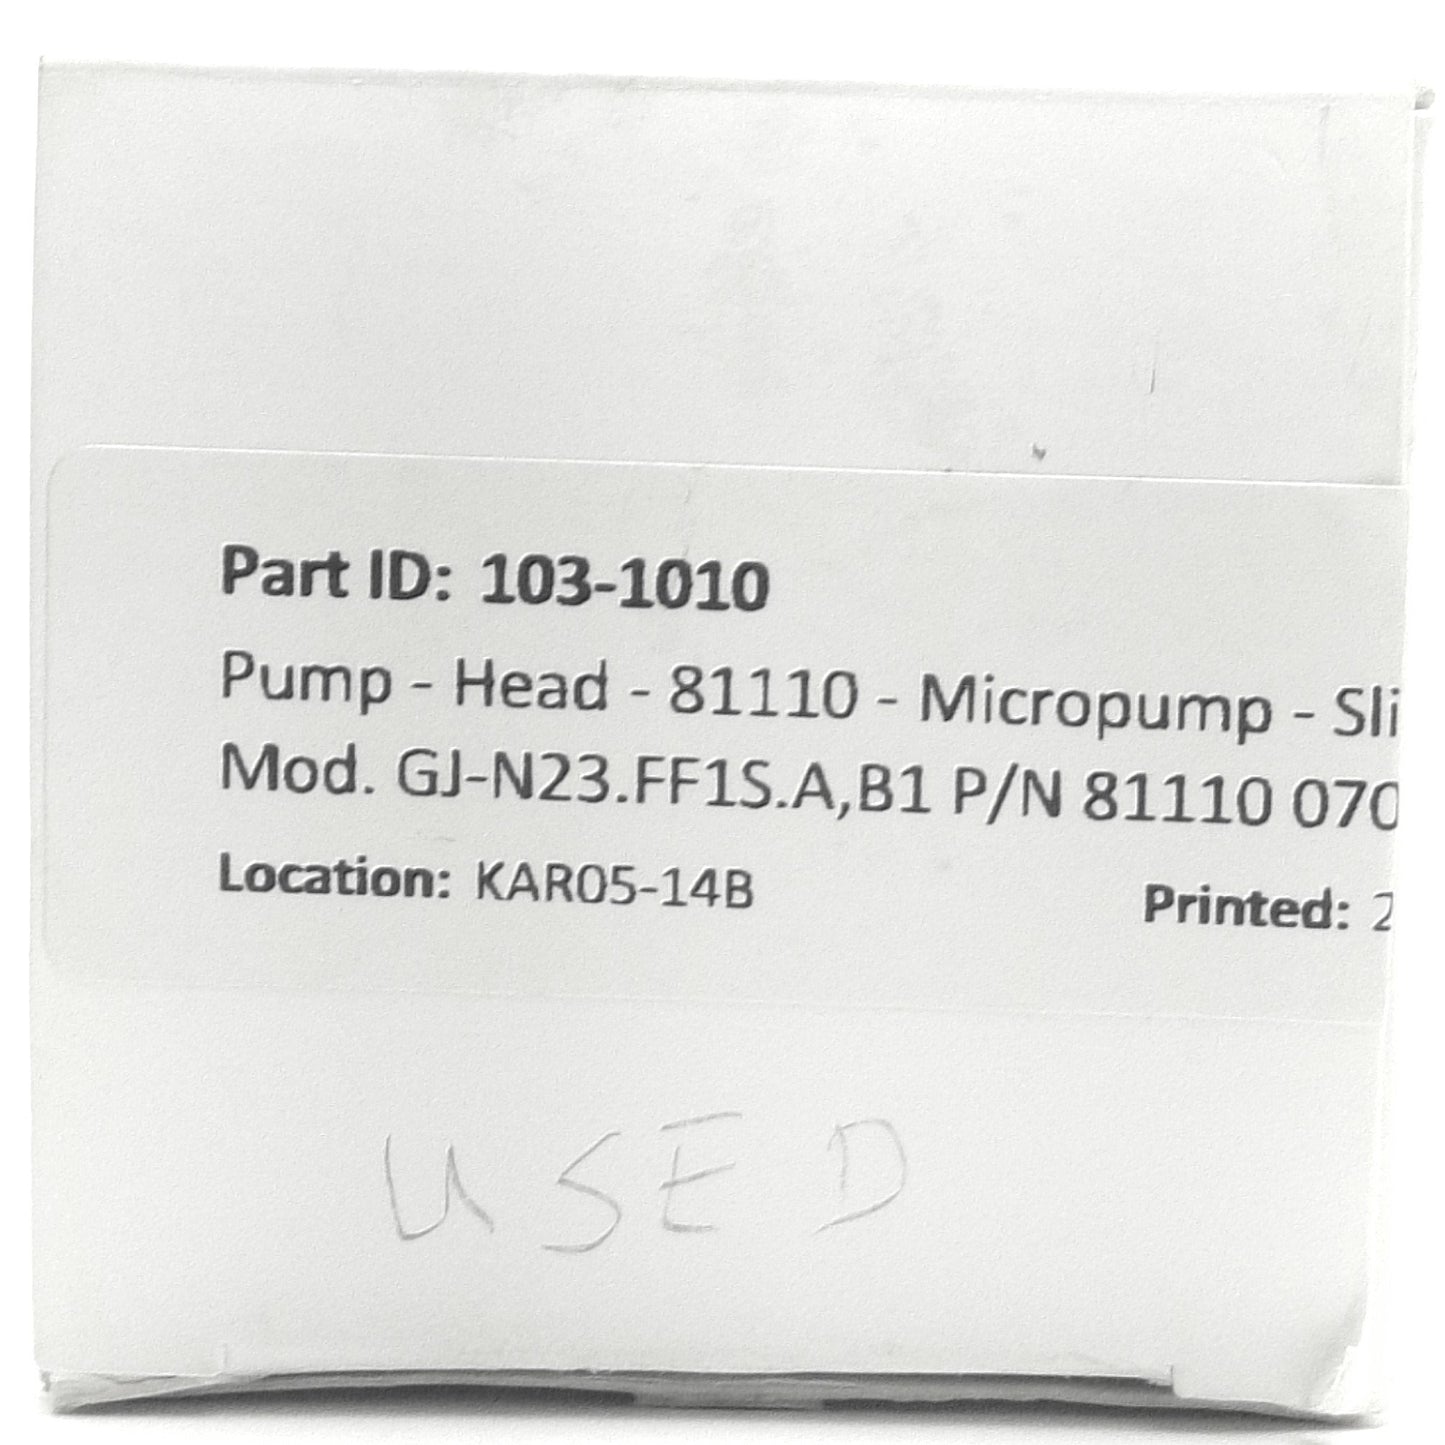 Part ID: 103-1010
Pump - Head - 81110 - Micropump - Sli
Mod. GJ-N23.FF1S.A,B1 P/N 81110 070
Location: KAR05-14B
Printed: 2
USED